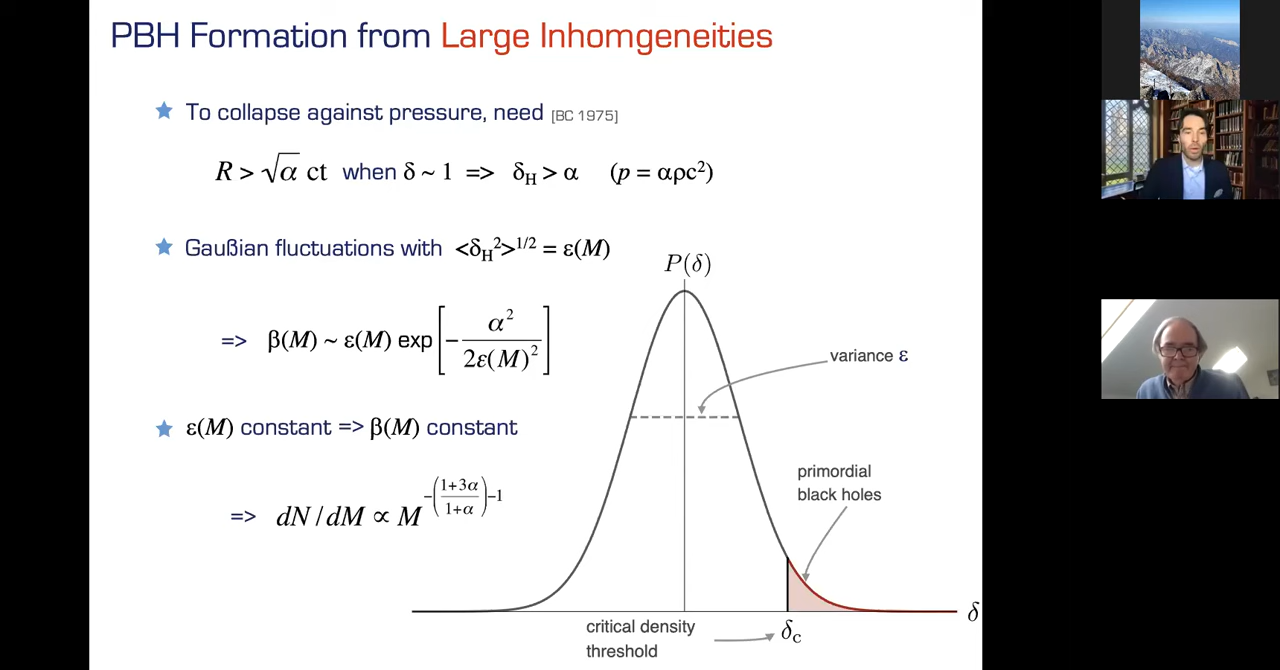 PBH Formation from Large Inhomgeneities
★ To collapse against pressure, need [BC 1975]
R > √α ct when δ ~ 1 => δ_H > α (p = αρc²)
★ Gaußian fluctuations with <δ_H²>^1/2 = ε(M)
=> β(M) ~ ε(M) exp[−α²/2ε(M)²]
★ ε(M) constant => β(M) constant
=> dN / dM ∝ M^−((1+3α)/(1+α))−1
P(δ)
variance ε
primordial
black holes
critical density
threshold
δ_c
δ